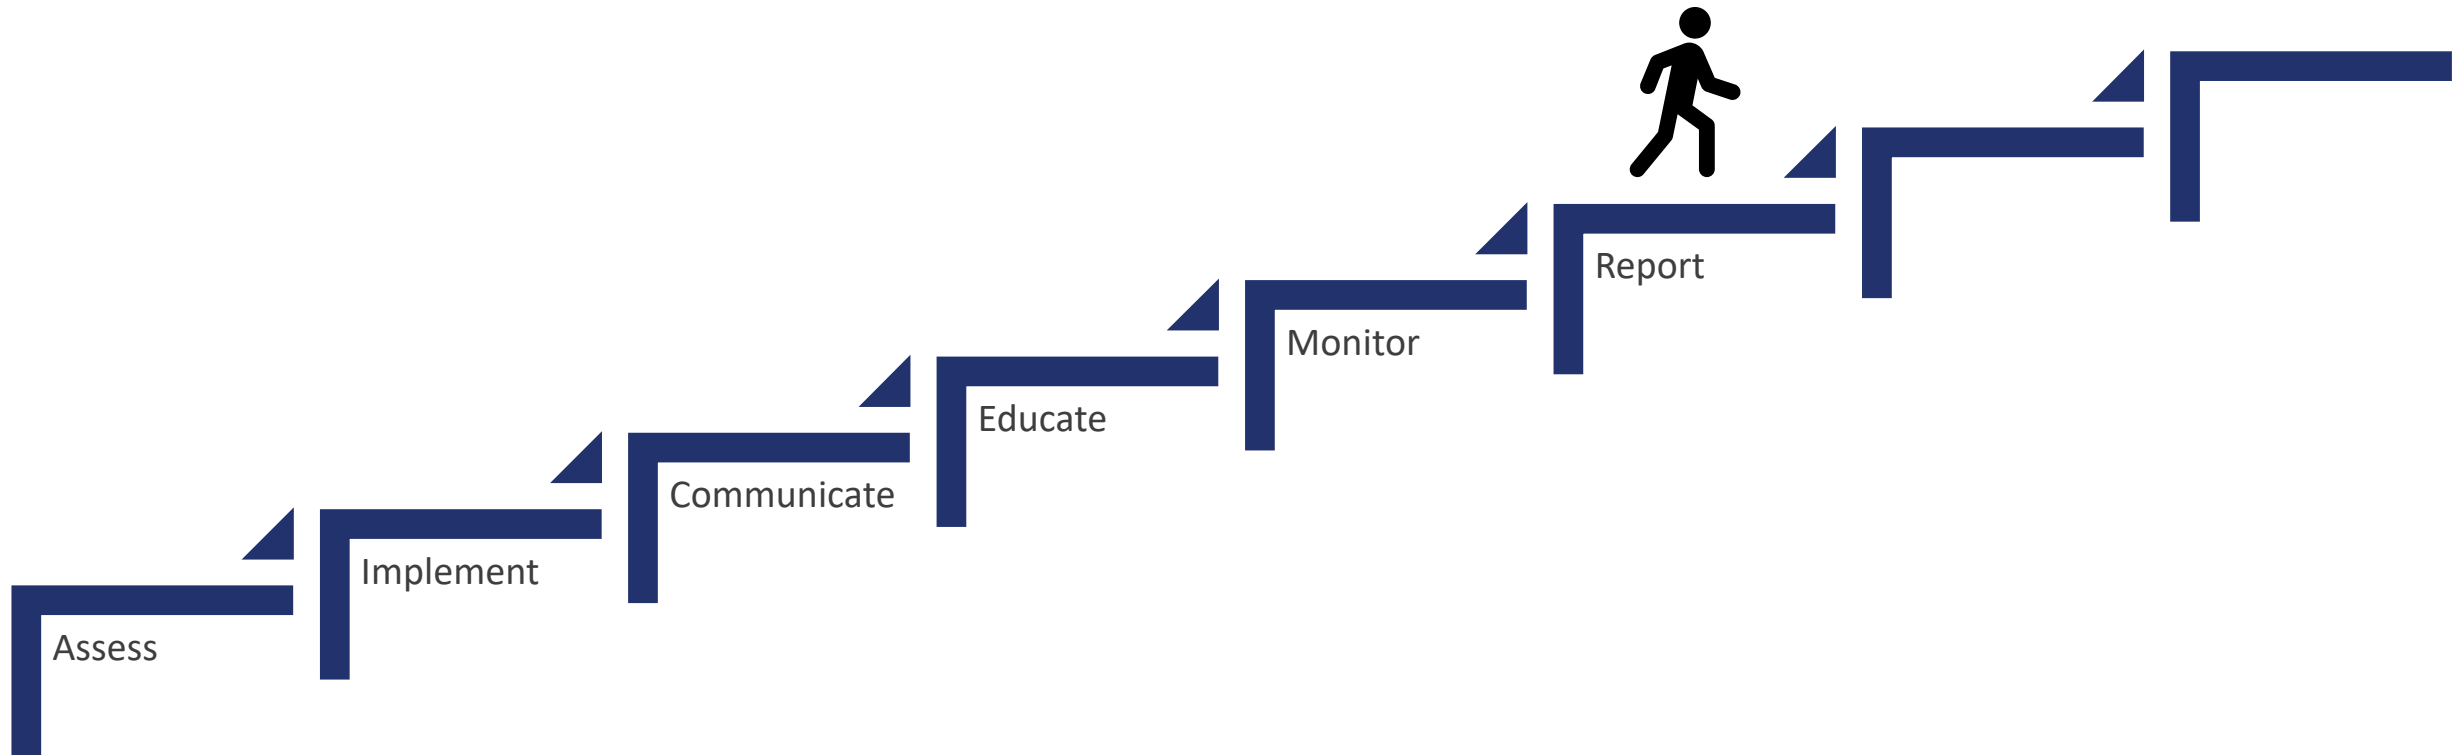 Assess
Implement
Communicate
Educate
Monitor
Report